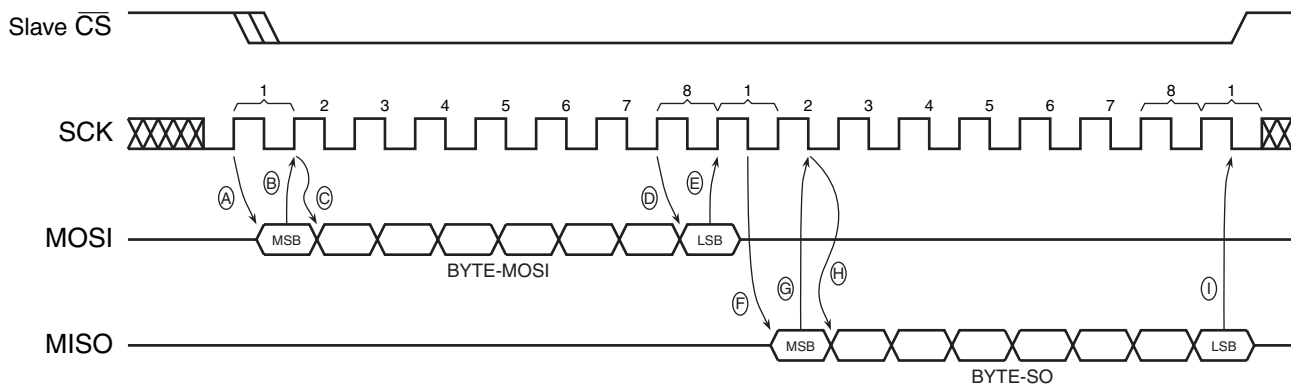 Slave CS
1 2 3 4 5 6 7 8 1 2 3 4 5 6 7 8 1
SCK
A B C D E
MOSI MSB LSB
BYTE-MOSI
F G H I
MISO MSB LSB
BYTE-SO